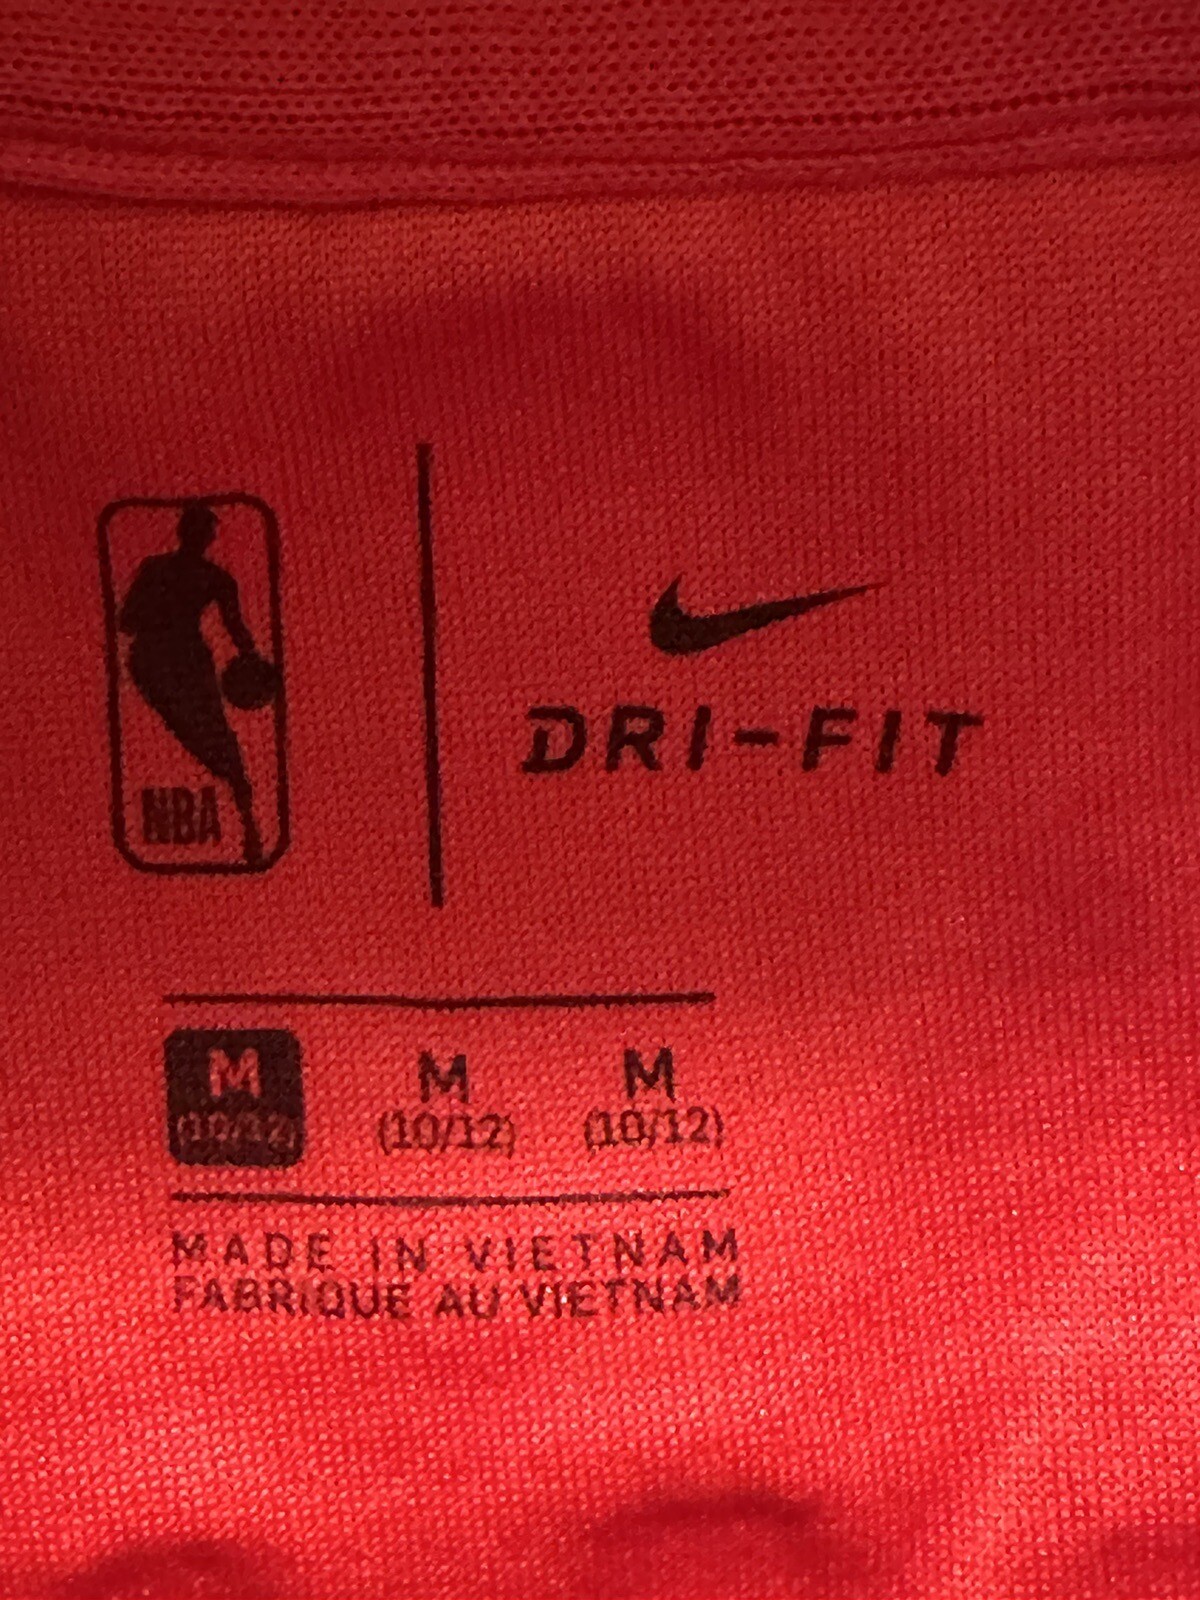 NBA
DRI-FIT
M M M
(10/12) (10/12) (10/12)
MADE IN VIETNAM
FABRIQUE AU VIETNAM